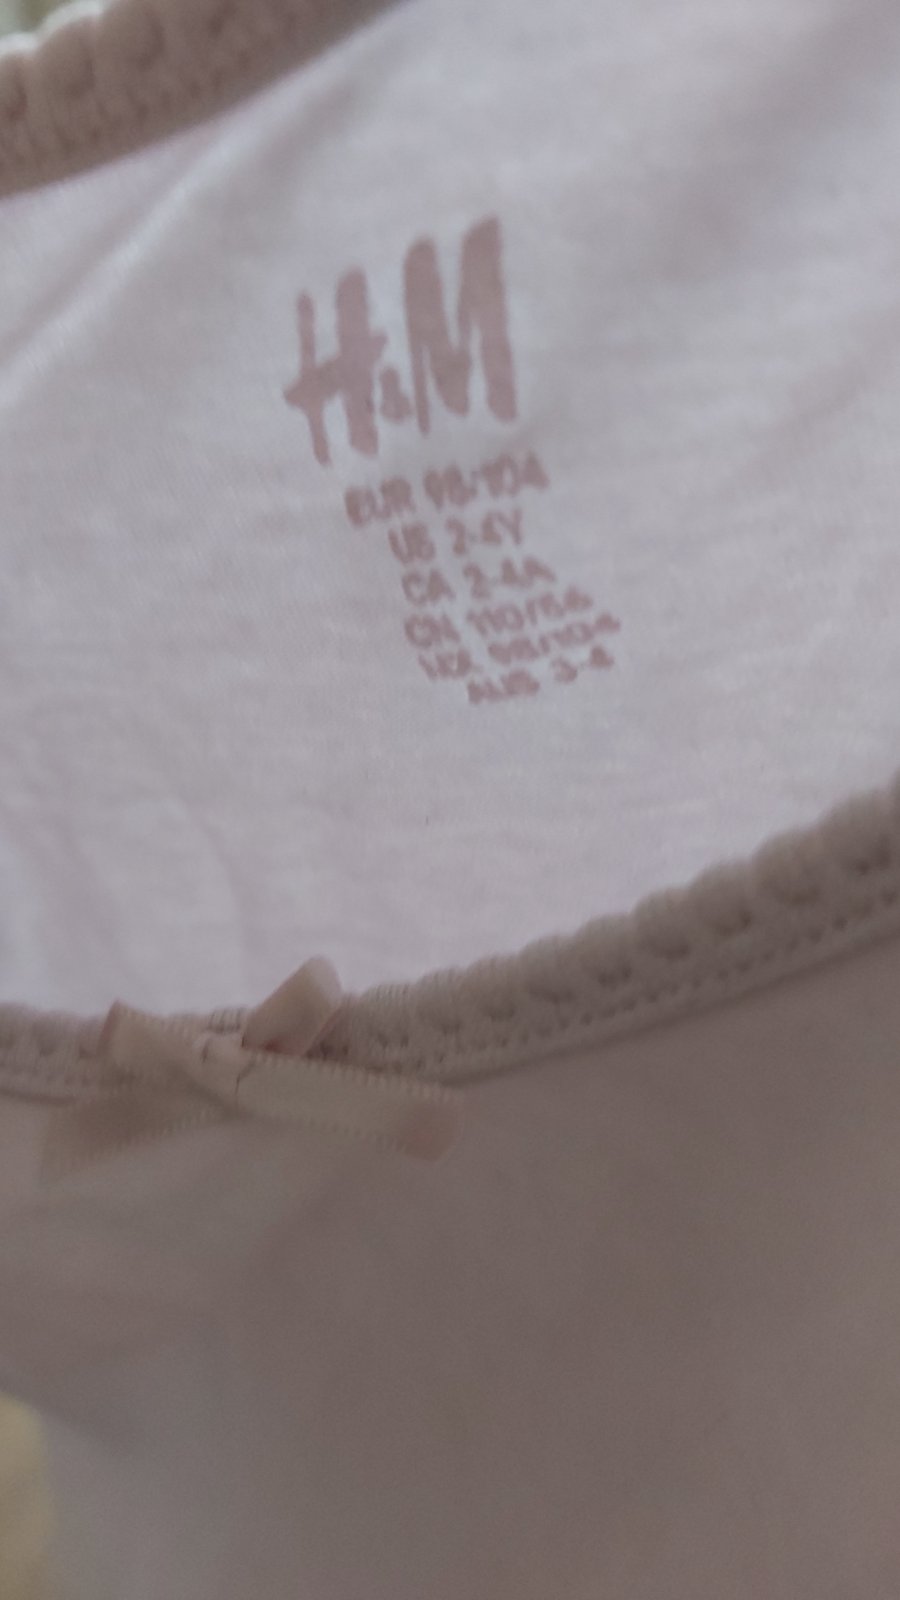 H&M
EUR 98/104
US 2-4Y
CA 2-4A
CN 110/56
MX 98/104
AUS 3-4